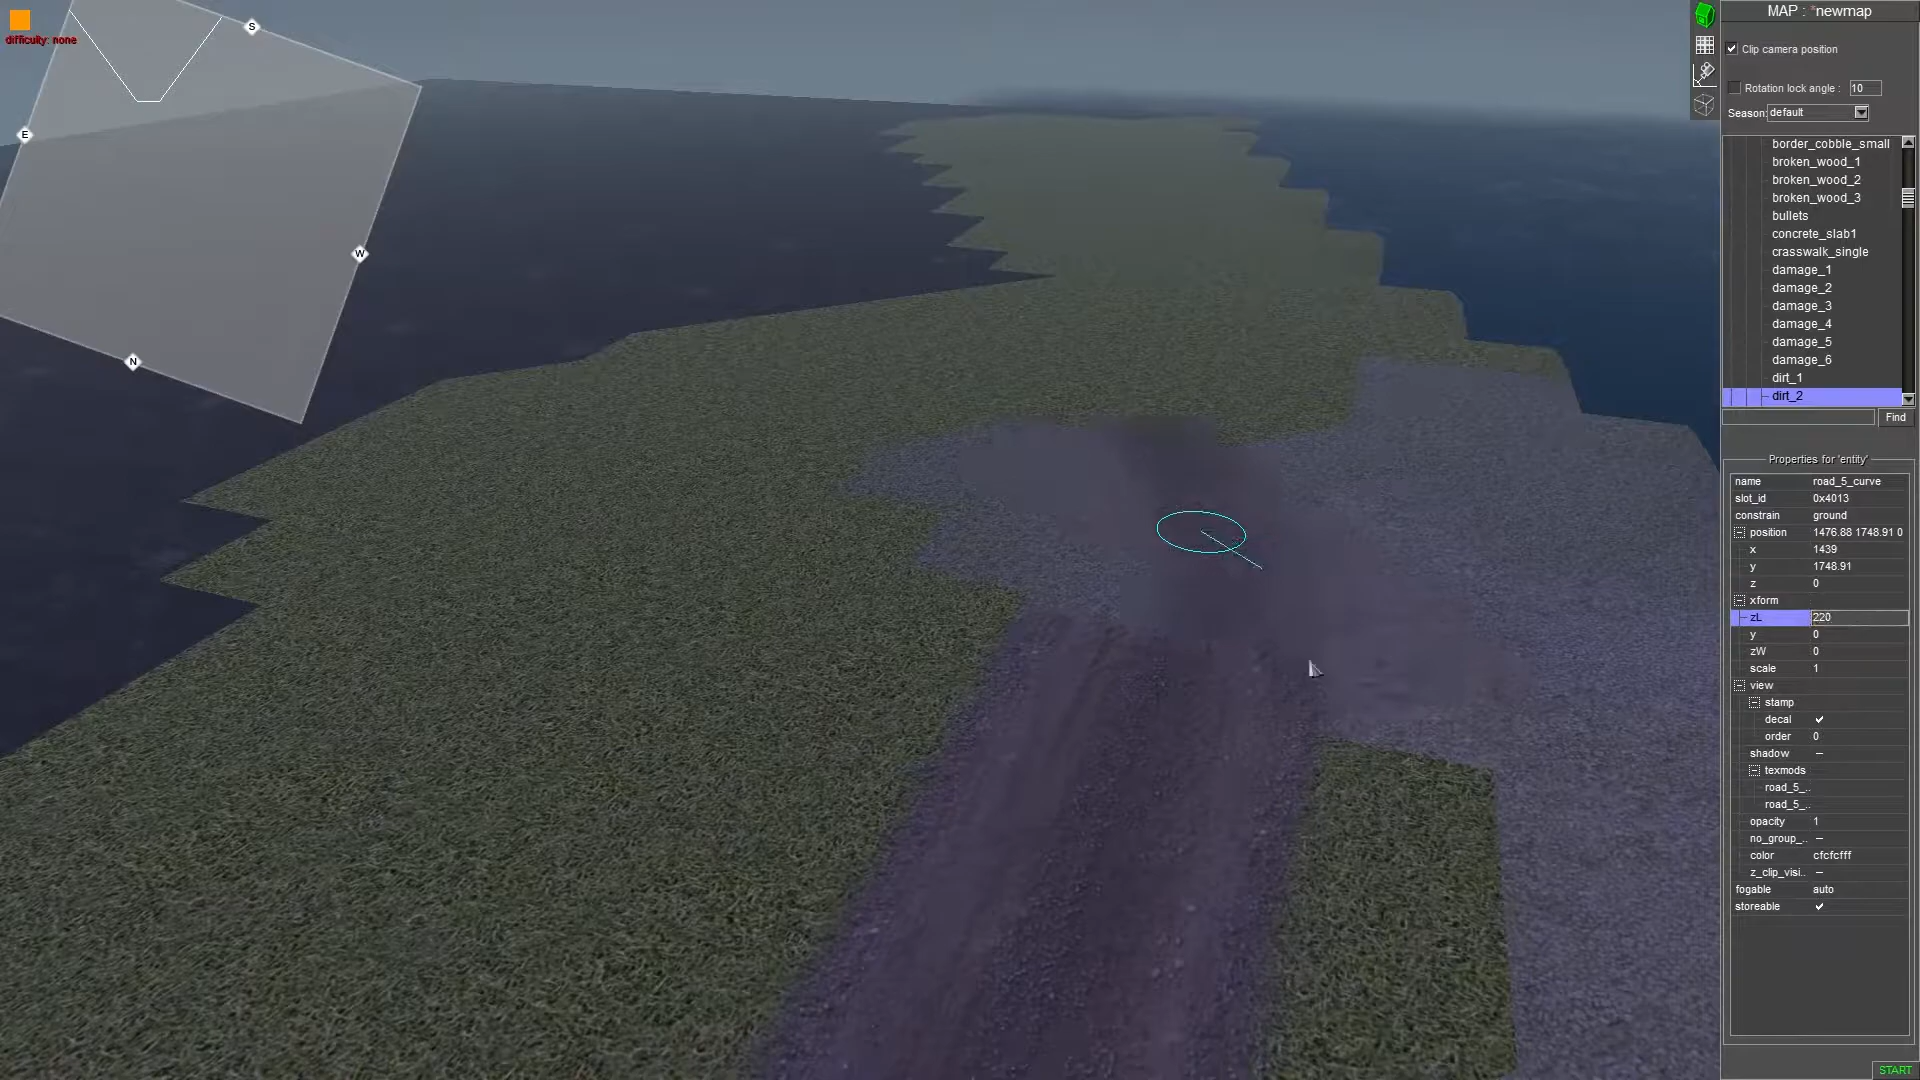 difficulty: none
S
E
W
N
MAP : *newmap
Clip camera position
Rotation lock angle : 10
Season: default
border_cobble_small
broken_wood_1
broken_wood_2
broken_wood_3
bullets
concrete_slab1
crasswalk_single
damage_1
damage_2
damage_3
damage_4
damage_5
damage_6
dirt_1
dirt_2
Find
Properties for 'entity'
name road_5_curve
slot_id 0x4013
constrain ground
position 1476.88 1748.91 0
x 1439
y 1748.91
z 0
xform
zL 220
y 0
zW 0
scale 1
view
stamp
decal
order 0
shadow
texmods
road_5_..
road_5_..
opacity 1
no_group_..
color cfcfcfff
z_clip_visi..
fogable auto
storeable
START